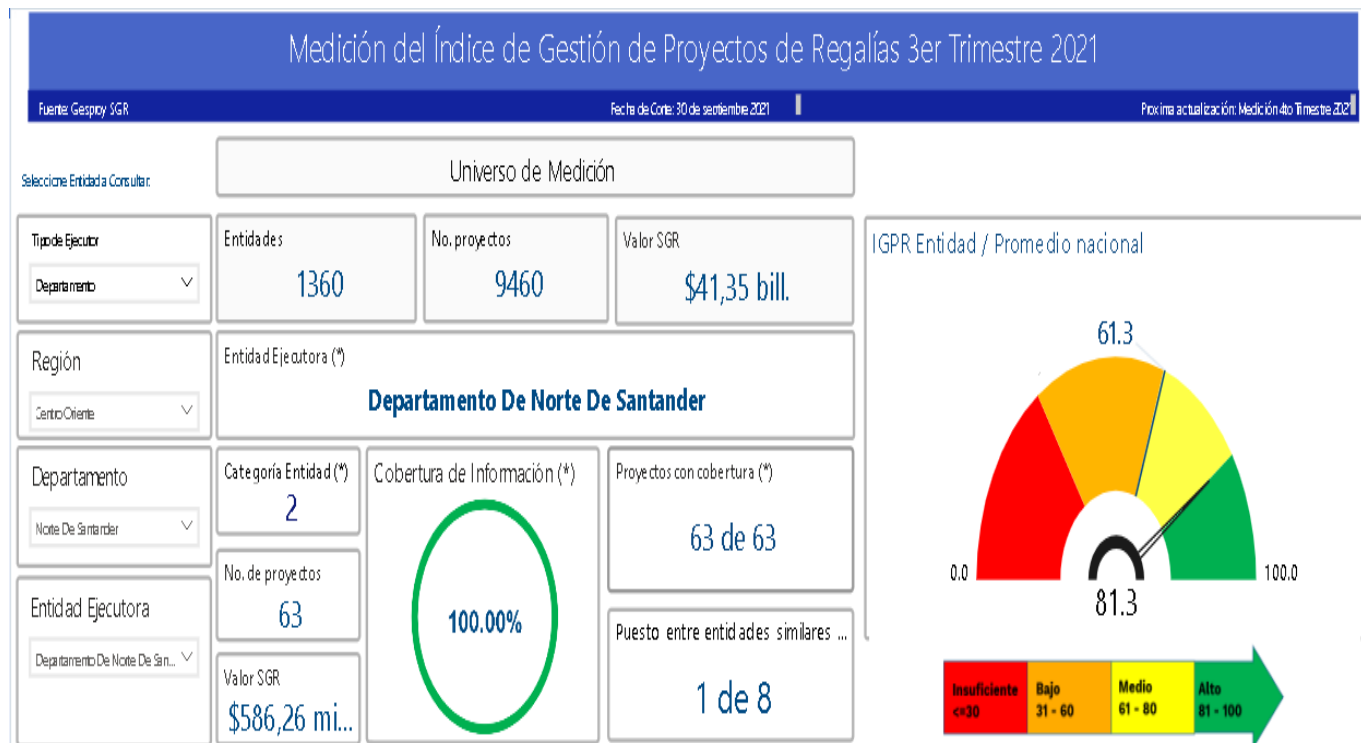 Medición del Índice de Gestión de Proyectos de Regalías 3er Trimestre 2021
Fuente: Gesproy SGR
Fecha de Corte: 30 de septiembre 2021
Proxima actualización: Medición 4to Trimestre 2021
Seleccione Entidad a Consultar:
Universo de Medición
Tipo de Ejecutor
Departamento
Entidades
1360
No. proyectos
9460
Valor SGR
$41,35 bill.
IGPR Entidad / Promedio nacional
61.3
0.0
100.0
81.3
Región
Centro Oriente
Entidad Ejecutora (*)
Departamento De Norte De Santander
Departamento
Norte De Santander
Categoría Entidad (*)
2
Cobertura de Información (*)
100.00%
Proyectos con cobertura (*)
63 de 63
No. de proyectos
63
Entidad Ejecutora
Departamento De Norte De San...
Puesto entre entidades similares ...
1 de 8
Valor SGR
$586,26 mi...
Insuficiente
<=30
Bajo
31 - 60
Medio
61 - 80
Alto
81 - 100